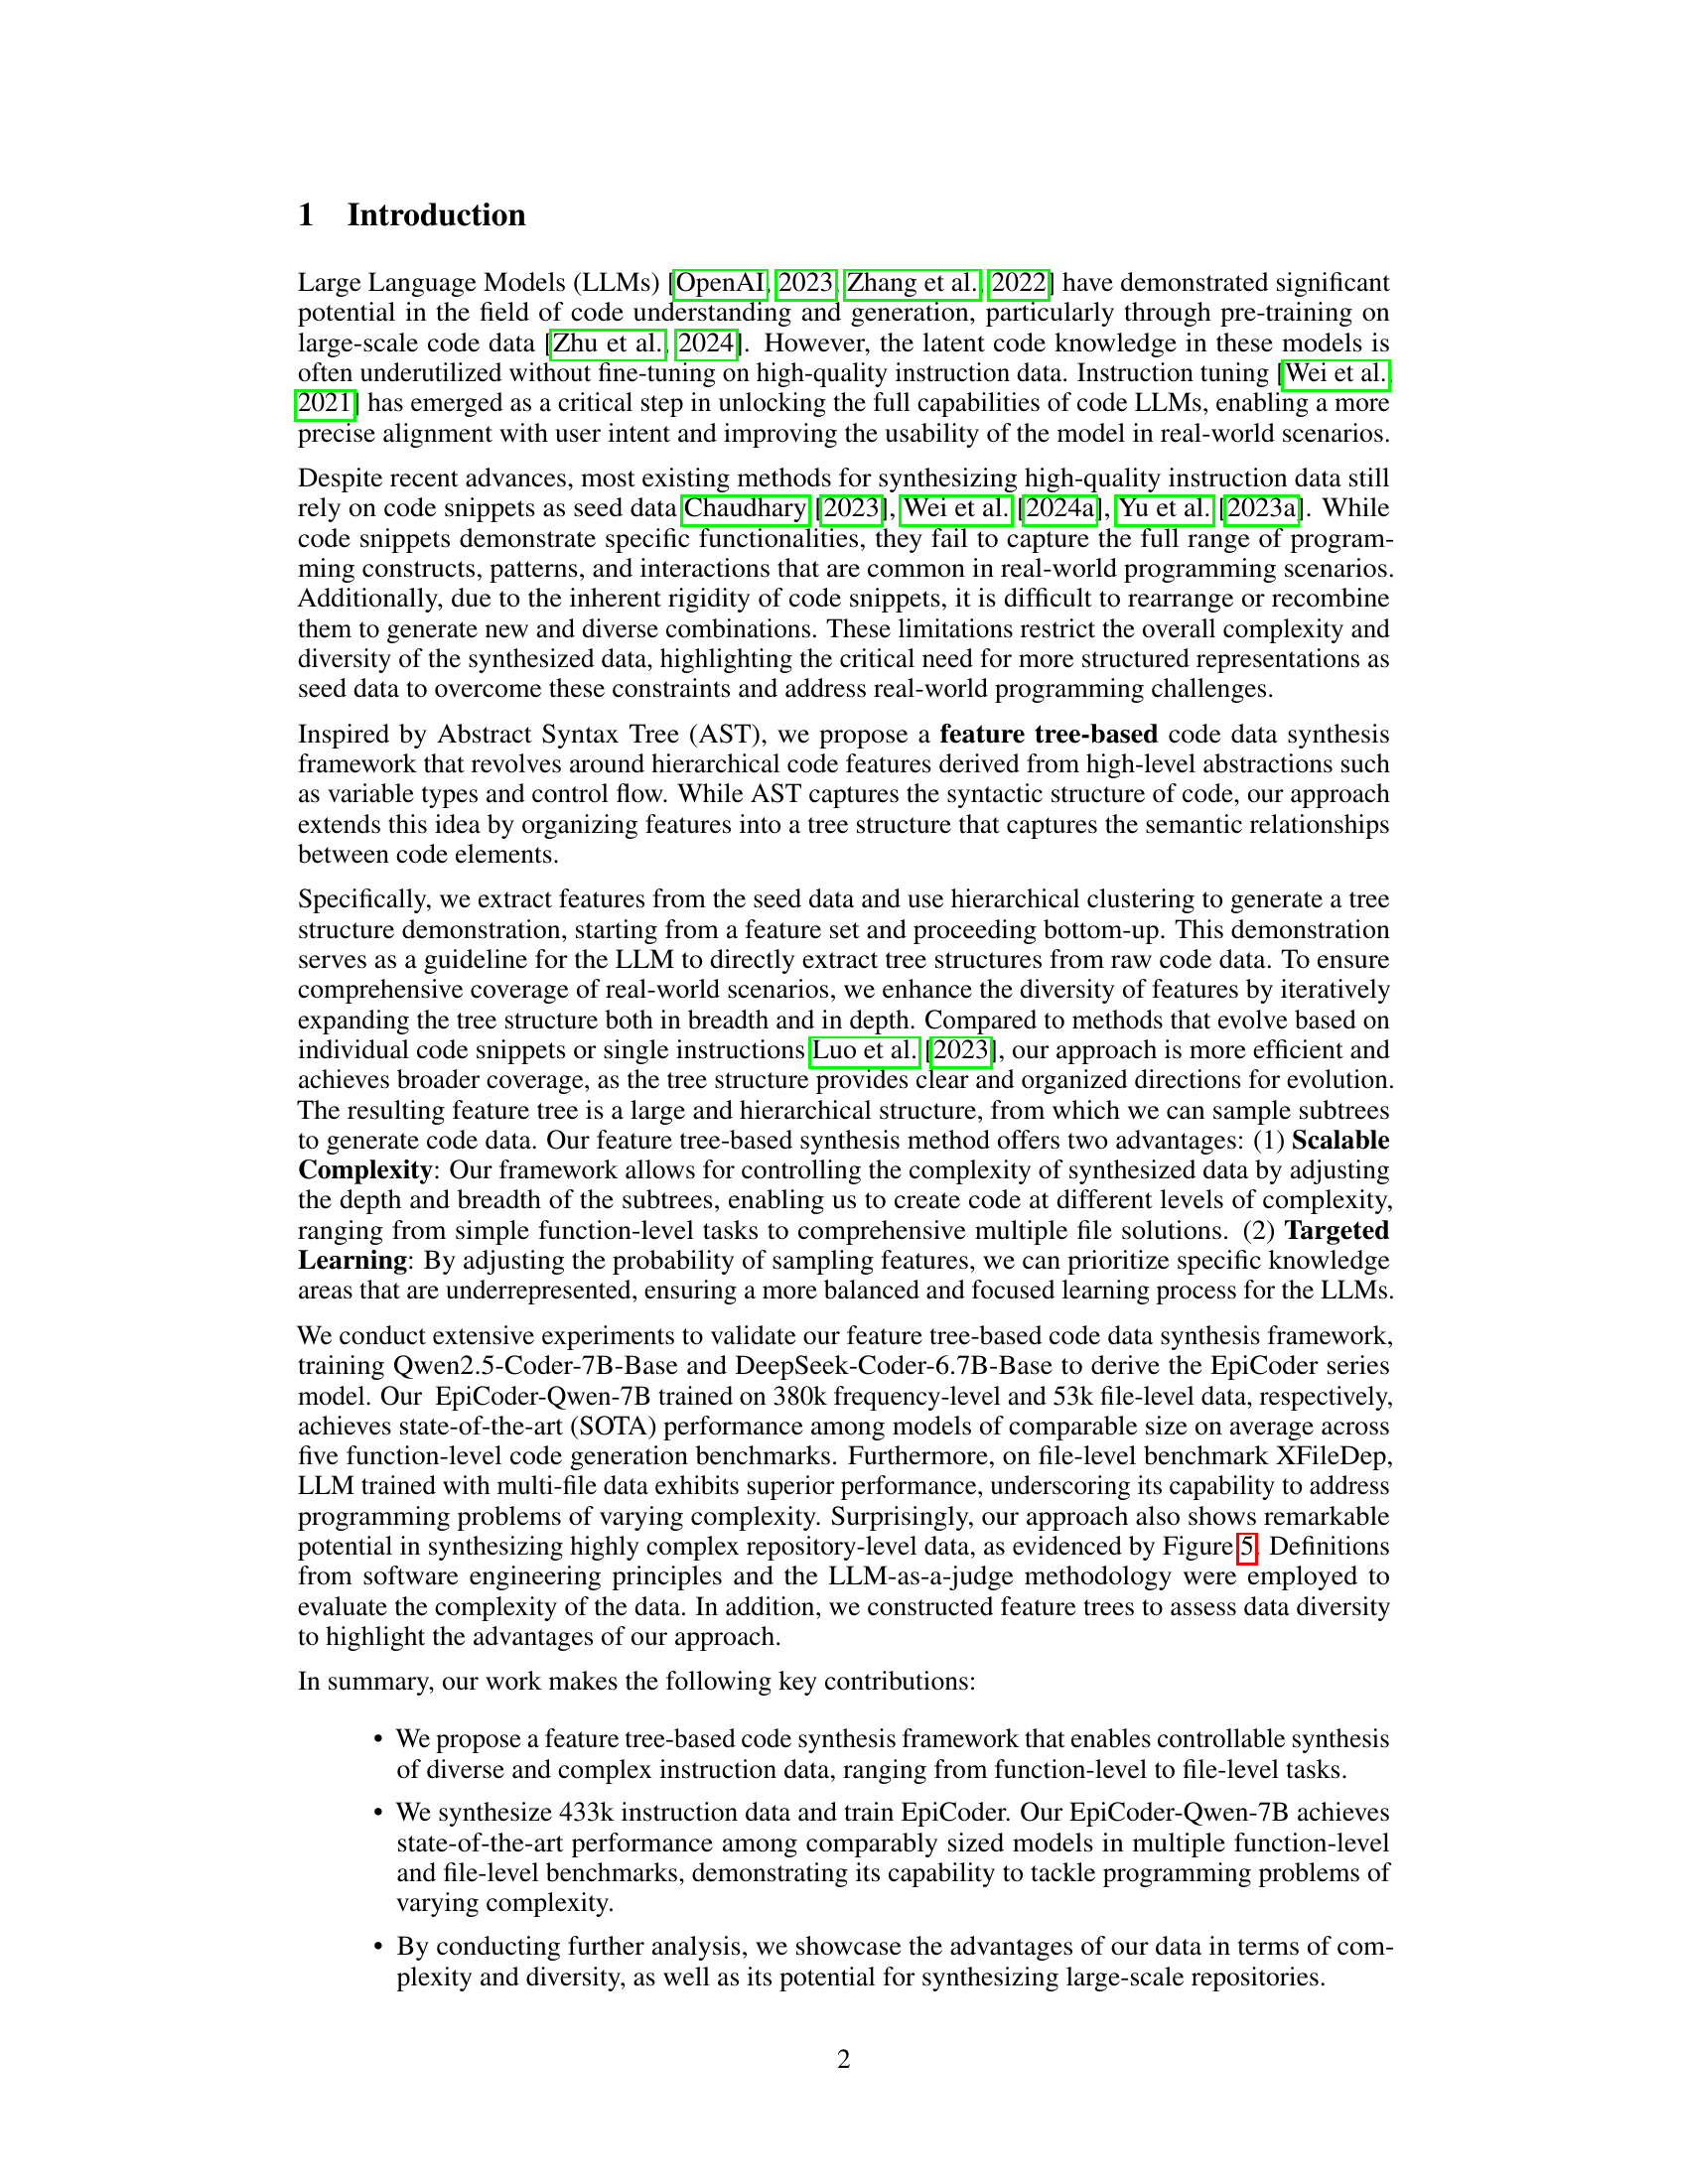 1 Introduction
Large Language Models (LLMs) [OpenAI, 2023, Zhang et al., 2022] have demonstrated significant
potential in the field of code understanding and generation, particularly through pre-training on
large-scale code data [Zhu et al., 2024]. However, the latent code knowledge in these models is
often underutilized without fine-tuning on high-quality instruction data. Instruction tuning [Wei et al.,
2021] has emerged as a critical step in unlocking the full capabilities of code LLMs, enabling a more
precise alignment with user intent and improving the usability of the model in real-world scenarios.
Despite recent advances, most existing methods for synthesizing high-quality instruction data still
rely on code snippets as seed data Chaudhary [2023], Wei et al. [2024a], Yu et al. [2023a]. While
code snippets demonstrate specific functionalities, they fail to capture the full range of program-
ming constructs, patterns, and interactions that are common in real-world programming scenarios.
Additionally, due to the inherent rigidity of code snippets, it is difficult to rearrange or recombine
them to generate new and diverse combinations. These limitations restrict the overall complexity and
diversity of the synthesized data, highlighting the critical need for more structured representations as
seed data to overcome these constraints and address real-world programming challenges.
Inspired by Abstract Syntax Tree (AST), we propose a feature tree-based code data synthesis
framework that revolves around hierarchical code features derived from high-level abstractions such
as variable types and control flow. While AST captures the syntactic structure of code, our approach
extends this idea by organizing features into a tree structure that captures the semantic relationships
between code elements.
Specifically, we extract features from the seed data and use hierarchical clustering to generate a tree
structure demonstration, starting from a feature set and proceeding bottom-up. This demonstration
serves as a guideline for the LLM to directly extract tree structures from raw code data. To ensure
comprehensive coverage of real-world scenarios, we enhance the diversity of features by iteratively
expanding the tree structure both in breadth and in depth. Compared to methods that evolve based on
individual code snippets or single instructions Luo et al. [2023], our approach is more efficient and
achieves broader coverage, as the tree structure provides clear and organized directions for evolution.
The resulting feature tree is a large and hierarchical structure, from which we can sample subtrees
to generate code data. Our feature tree-based synthesis method offers two advantages: (1) Scalable
Complexity: Our framework allows for controlling the complexity of synthesized data by adjusting
the depth and breadth of the subtrees, enabling us to create code at different levels of complexity,
ranging from simple function-level tasks to comprehensive multiple file solutions. (2) Targeted
Learning: By adjusting the probability of sampling features, we can prioritize specific knowledge
areas that are underrepresented, ensuring a more balanced and focused learning process for the LLMs.
We conduct extensive experiments to validate our feature tree-based code data synthesis framework,
training Qwen2.5-Coder-7B-Base and DeepSeek-Coder-6.7B-Base to derive the EpiCoder series
model. Our EpiCoder-Qwen-7B trained on 380k frequency-level and 53k file-level data, respectively,
achieves state-of-the-art (SOTA) performance among models of comparable size on average across
five function-level code generation benchmarks. Furthermore, on file-level benchmark XFileDep,
LLM trained with multi-file data exhibits superior performance, underscoring its capability to address
programming problems of varying complexity. Surprisingly, our approach also shows remarkable
potential in synthesizing highly complex repository-level data, as evidenced by Figure 5. Definitions
from software engineering principles and the LLM-as-a-judge methodology were employed to
evaluate the complexity of the data. In addition, we constructed feature trees to assess data diversity
to highlight the advantages of our approach.
In summary, our work makes the following key contributions:
• We propose a feature tree-based code synthesis framework that enables controllable synthesis
of diverse and complex instruction data, ranging from function-level to file-level tasks.
• We synthesize 433k instruction data and train EpiCoder. Our EpiCoder-Qwen-7B achieves
state-of-the-art performance among comparably sized models in multiple function-level
and file-level benchmarks, demonstrating its capability to tackle programming problems of
varying complexity.
• By conducting further analysis, we showcase the advantages of our data in terms of com-
plexity and diversity, as well as its potential for synthesizing large-scale repositories.
2